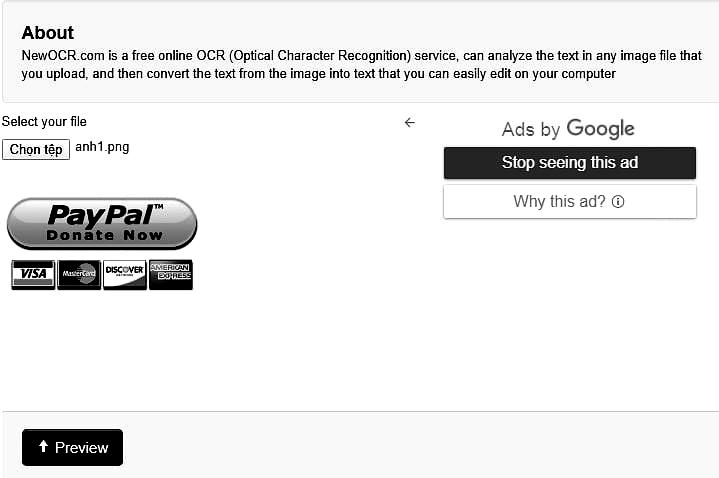 About
NewOCR.com is a free online OCR (Optical Character Recognition) service, can analyze the text in any image file that
you upload, and then convert the text from the image into text that you can easily edit on your computer
Select your file
Chọn tệp anh1.png
Ads by Google
Stop seeing this ad
Why this ad?
PayPal™
Donate Now
VISA MasterCard DISCOVER NETWORK AMERICAN EXPRESS
Preview